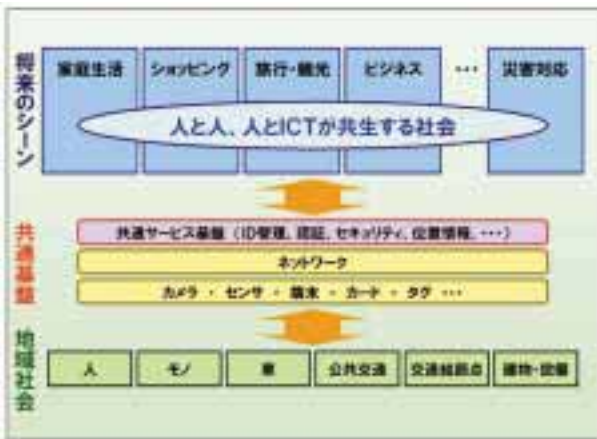 将来のシーン
家庭生活
ショッピング
旅行・観光
ビジネス
…
災害対応
人と人、人とICTが共生する社会
共通基盤
共通サービス基盤(ID管理、認証、セキュリティ、位置情報、…)
ネットワーク
カメラ・センサ・端末・カード・タグ …
地域社会
人
モノ
車
公共交通
交通結節点
建物・設備